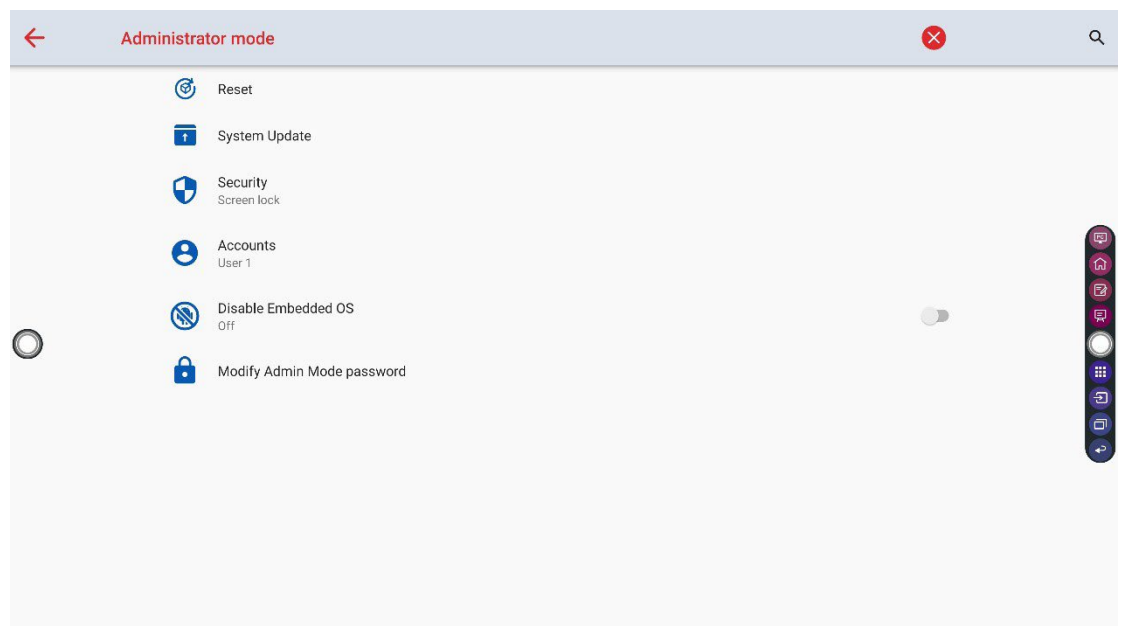 Administrator mode
Reset
System Update
Security
Screen lock
Accounts
User 1
Disable Embedded OS
Off
Modify Admin Mode password
PC